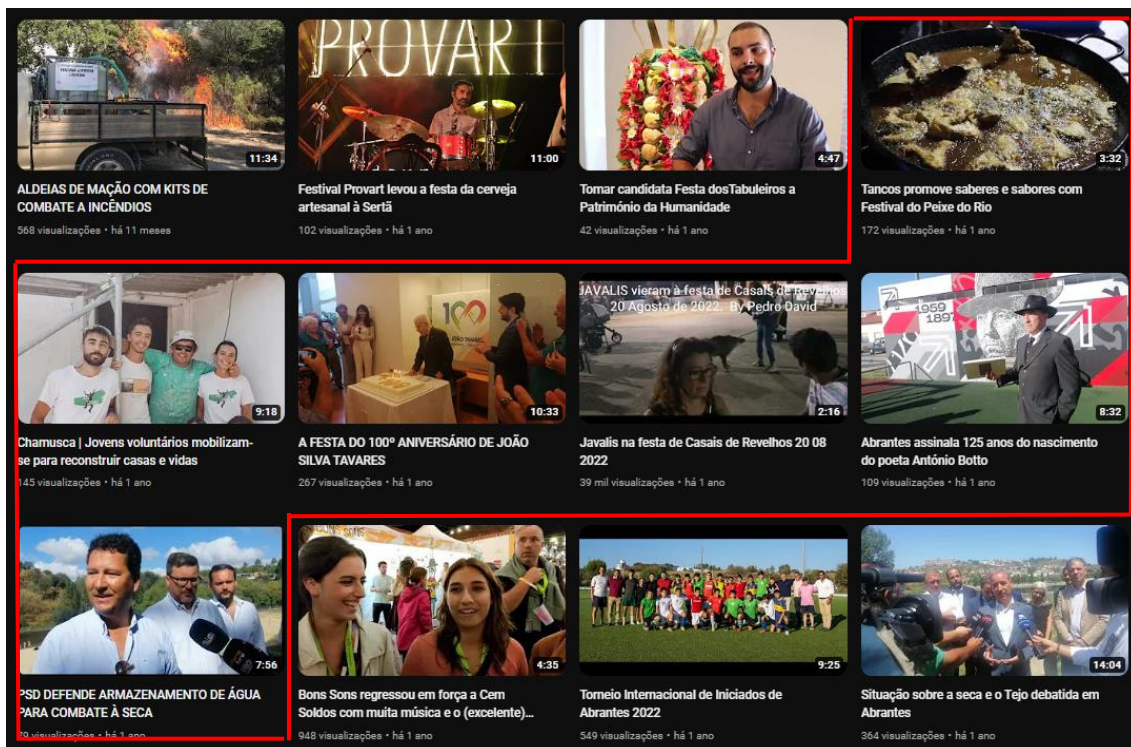 PROVART
11:34
11:00
4:47
3:32
ALDEIAS DE MAÇÃO COM KITS DE
COMBATE A INCÊNDIOS
568 visualizações • há 11 meses
Festival Provart levou a festa da cerveja
artesanal à Sertã
102 visualizações • há 1 ano
Tomar candidata Festa dosTabuleiros a
Património da Humanidade
42 visualizações • há 1 ano
Tancos promove saberes e sabores com
Festival do Peixe do Rio
172 visualizações • há 1 ano
100
JOÃO TAVARES
JAVALIS vieram à festa de Casais de Revelhos
20 Agosto de 2022. By Pedro David
1959
1897
9:18
10:33
2:16
8:32
Chamusca | Jovens voluntários mobilizam-
se para reconstruir casas e vidas
145 visualizações • há 1 ano
A FESTA DO 100º ANIVERSÁRIO DE JOÃO
SILVA TAVARES
267 visualizações • há 1 ano
Javalis na festa de Casais de Revelhos 20 08
2022
39 mil visualizações • há 1 ano
Abrantes assinala 125 anos do nascimento
do poeta António Botto
109 visualizações • há 1 ano
7:56
4:35
9:25
14:04
PSD DEFENDE ARMAZENAMENTO DE ÁGUA
PARA COMBATE À SECA
79 visualizações • há 1 ano
Bons Sons regressou em força a Cem
Soldos com muita música e o (excelente)...
948 visualizações • há 1 ano
Torneio Internacional de Iniciados de
Abrantes 2022
549 visualizações • há 1 ano
Situação sobre a seca e o Tejo debatida em
Abrantes
364 visualizações • há 1 ano